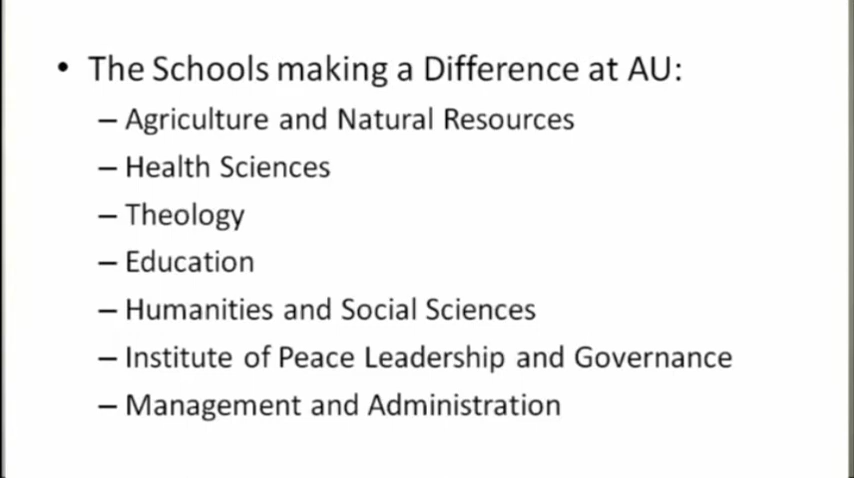 • The Schools making a Difference at AU:
– Agriculture and Natural Resources
– Health Sciences
– Theology
– Education
– Humanities and Social Sciences
– Institute of Peace Leadership and Governance
– Management and Administration